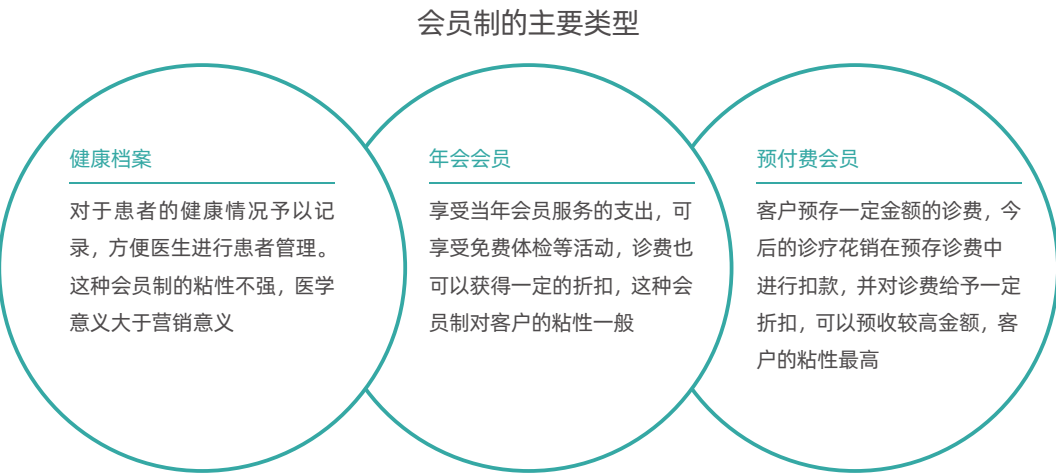 会员制的主要类型
健康档案
对于患者的健康情况予以记
录，方便医生进行患者管理。
这种会员制的粘性不强，医学
意义大于营销意义
年会会员
享受当年会员服务的支出，可
享受免费体检等活动，诊费也
可以获得一定的折扣，这种会
员制对客户的粘性一般
预付费会员
客户预存一定金额的诊费，今
后的诊疗花销在预存诊费中
进行扣款，并对诊费给予一定
折扣，可以预收较高金额，客
户的粘性最高